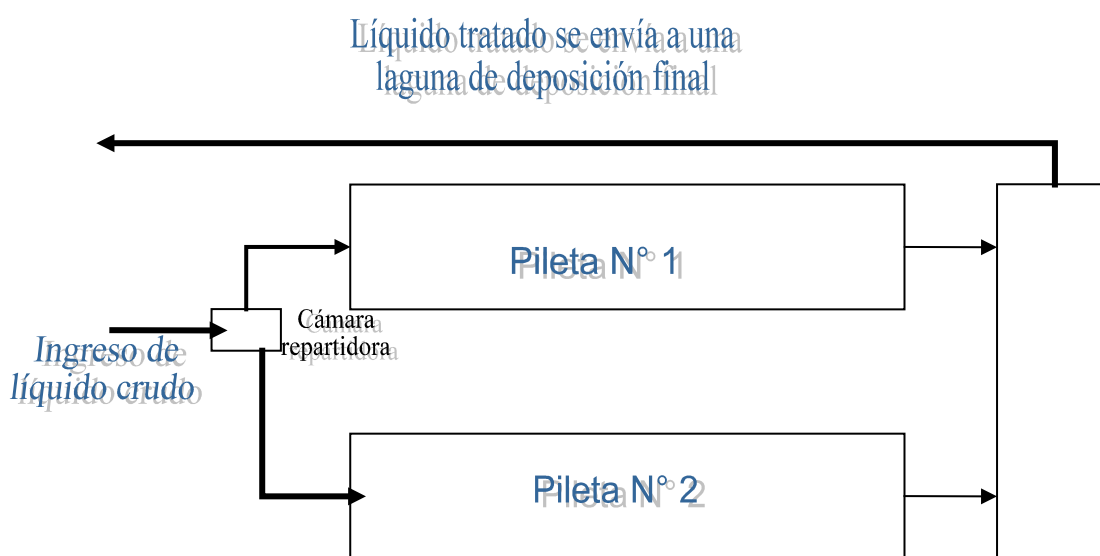 Líquido tratado se envía a una
laguna de deposición final
Pileta N° 1
Cámara
repartidora
Ingreso de
líquido crudo
Pileta N° 2